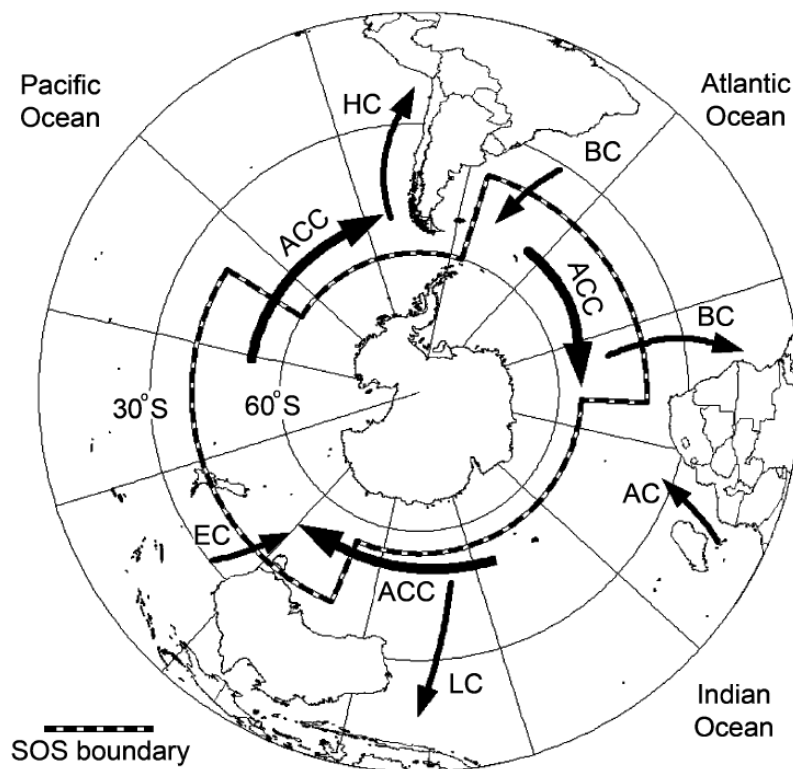 Pacific
Ocean
Atlantic
Ocean
HC
BC
ACC
ACC
BC
30°S
60°S
AC
EC
ACC
LC
Indian
Ocean
SOS boundary